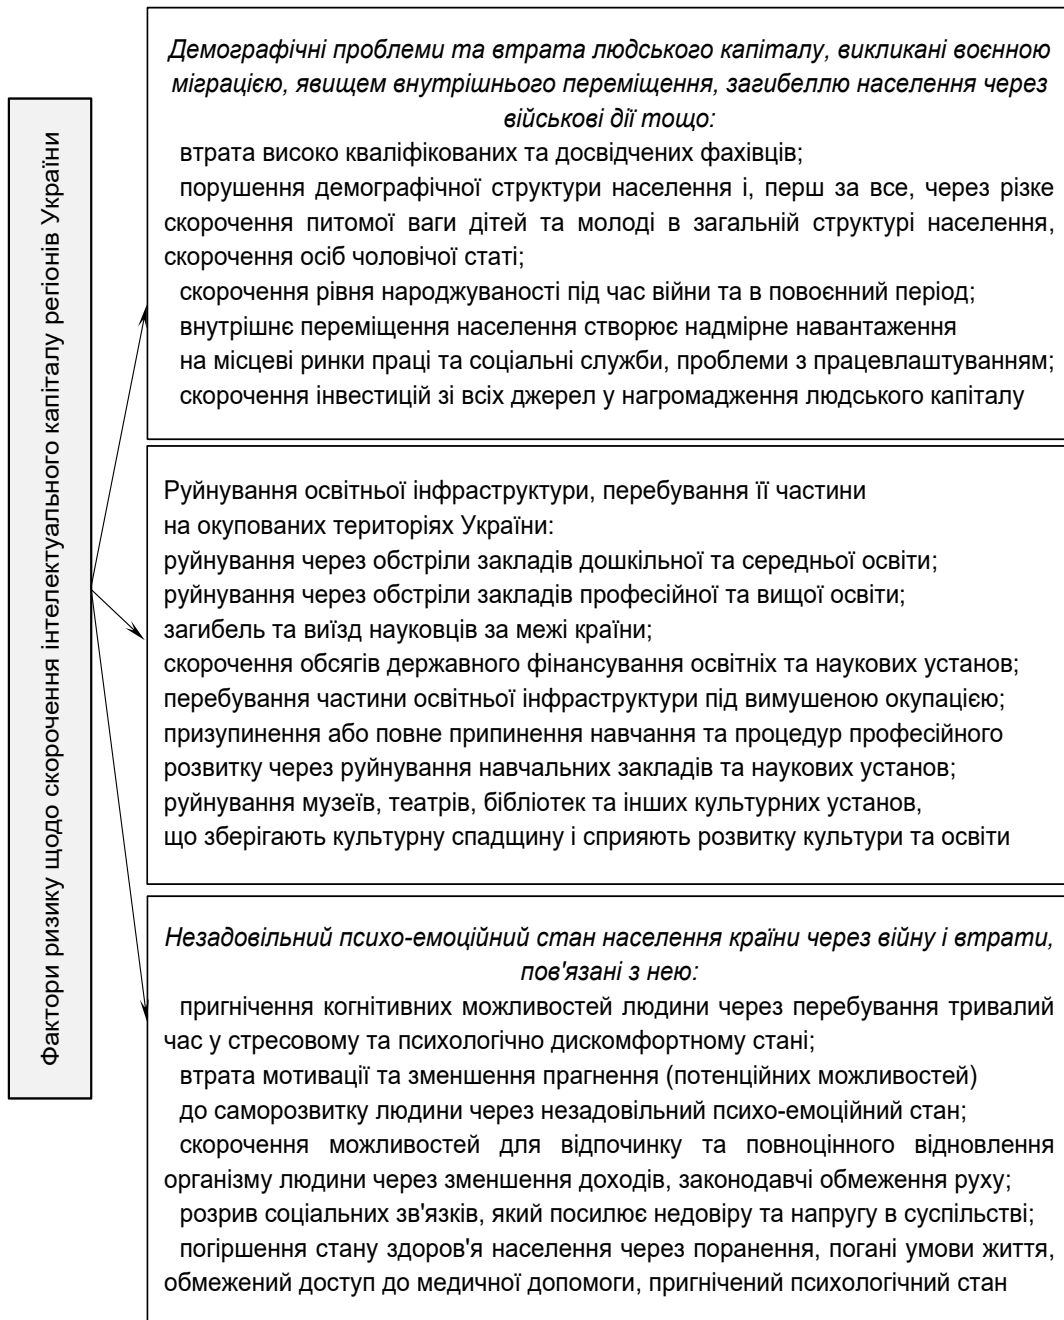 Фактори ризику щодо скорочення інтелектуального капіталу регіонів України
Демографічні проблеми та втрата людського капіталу, викликані воєнною
міграцією, явищем внутрішнього переміщення, загибеллю населення через
військові дії тощо:
втрата високо кваліфікованих та досвідчених фахівців;
порушення демографічної структури населення і, перш за все, через різке
скорочення питомої ваги дітей та молоді в загальній структурі населення,
скорочення осіб чоловічої статі;
скорочення рівня народжуваності під час війни та в повоєнний період;
внутрішнє переміщення населення створює надмірне навантаження
на місцеві ринки праці та соціальні служби, проблеми з працевлаштуванням;
скорочення інвестицій зі всіх джерел у нагромадження людського капіталу
Руйнування освітньої інфраструктури, перебування її частини
на окупованих територіях України:
руйнування через обстріли закладів дошкільної та середньої освіти;
руйнування через обстріли закладів професійної та вищої освіти;
загибель та виїзд науковців за межі країни;
скорочення обсягів державного фінансування освітніх та наукових установ;
перебування частини освітньої інфраструктури під вимушеною окупацією;
призупинення або повне припинення навчання та процедур професійного
розвитку через руйнування навчальних закладів та наукових установ;
руйнування музеїв, театрів, бібліотек та інших культурних установ,
що зберігають культурну спадщину і сприяють розвитку культури та освіти
Незадовільний психо-емоційний стан населення країни через війну і втрати,
пов'язані з нею:
пригнічення когнітивних можливостей людини через перебування тривалий
час у стресовому та психологічно дискомфортному стані;
втрата мотивації та зменшення прагнення (потенційних можливостей)
до саморозвитку людини через незадовільний психо-емоційний стан;
скорочення можливостей для відпочинку та повноцінного відновлення
організму людини через зменшення доходів, законодавчі обмеження руху;
розрив соціальних зв'язків, який посилює недовіру та напругу в суспільстві;
погіршення стану здоров'я населення через поранення, погані умови життя,
обмежений доступ до медичної допомоги, пригнічений психологічний стан